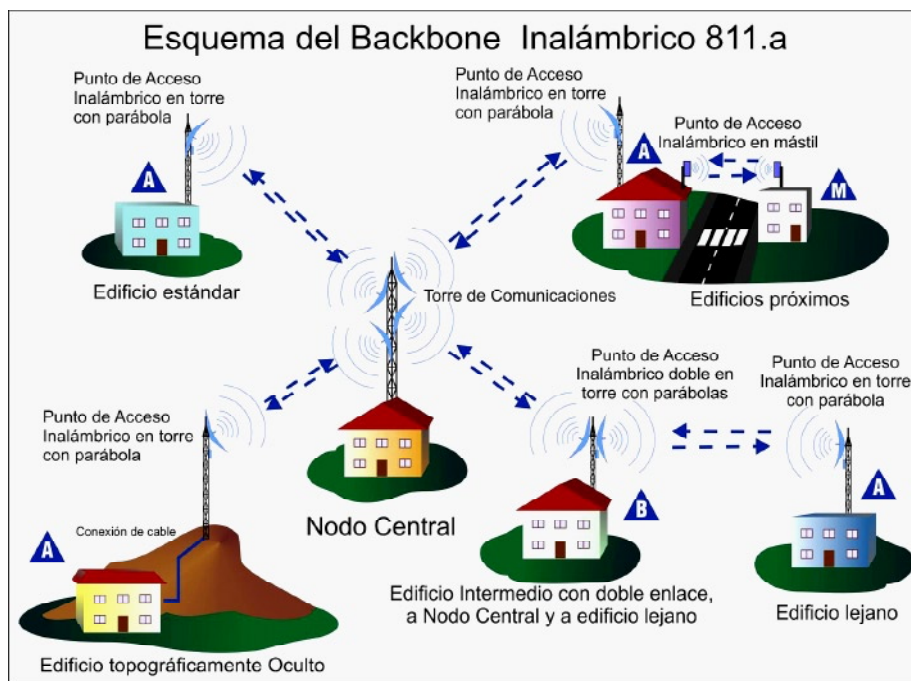 Esquema del Backbone Inalámbrico 811.a
Punto de Acceso
Inalámbrico en torre
con parábola
A
Edificio estándar
Punto de Acceso
Inalámbrico en torre
con parábola
A
Punto de Acceso
Inalámbrico en mástil
M
Edificios próximos
Torre de Comunicaciones
Nodo Central
Punto de Acceso
Inalámbrico en torre
con parábola
Conexión de cable
A
Edificio topográficamente Oculto
Punto de Acceso
Inalámbrico doble en
torre con parábolas
B
Edificio Intermedio con doble enlace,
a Nodo Central y a edificio lejano
Punto de Acceso
Inalámbrico en torre
con parábola
A
Edificio lejano